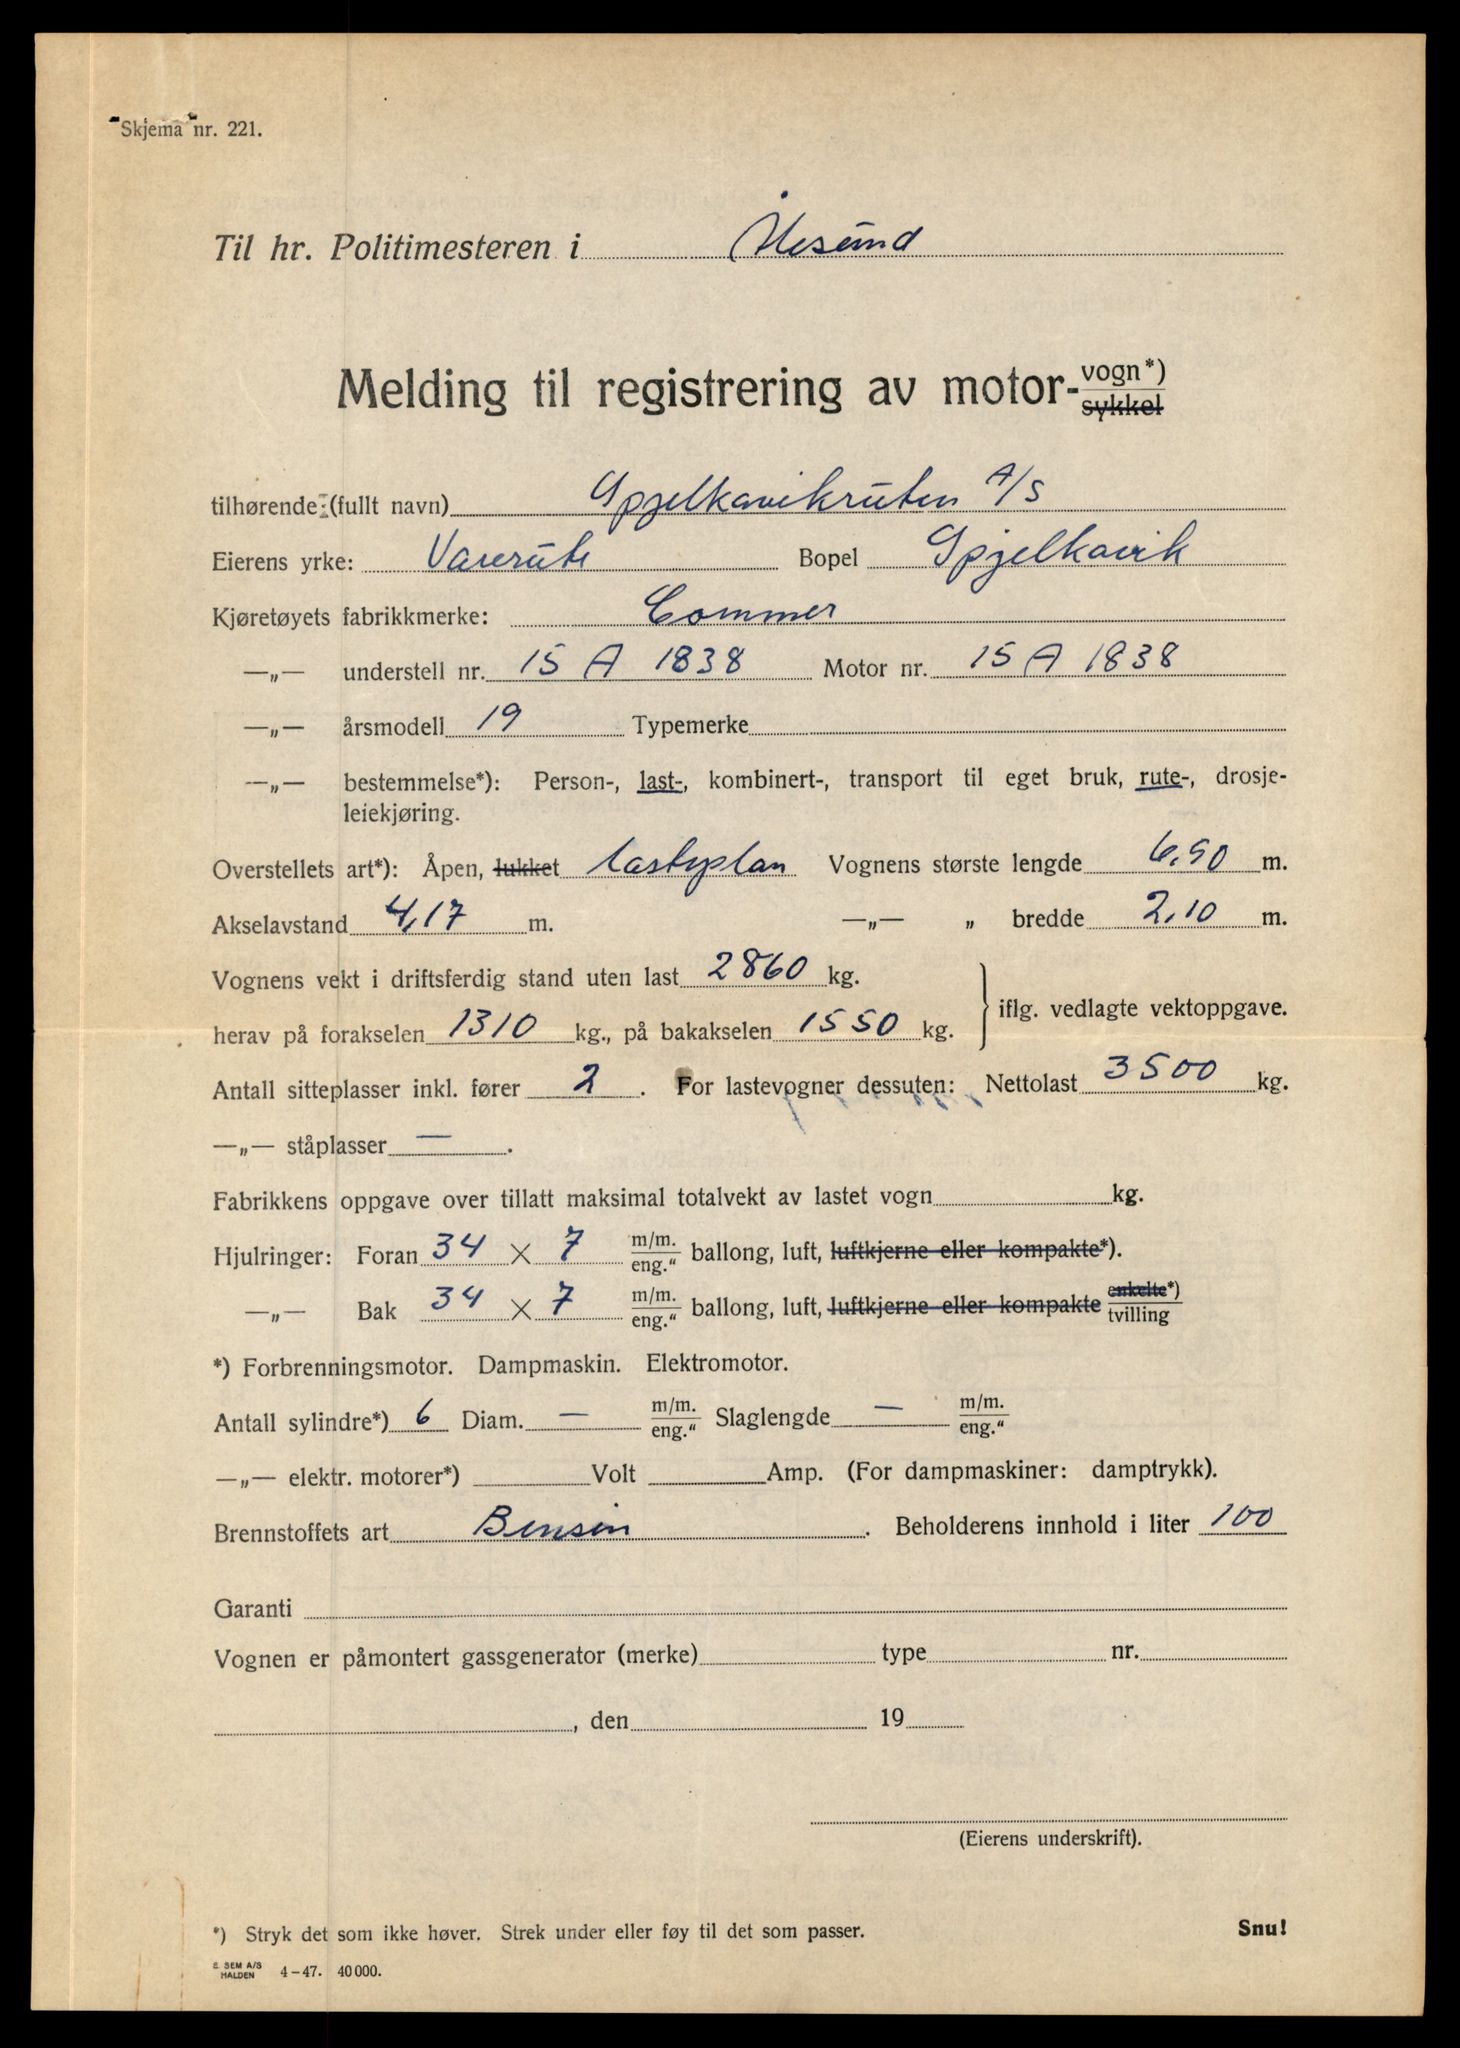 Skjema nr. 221.
Til hr. Politimesteren i Ålesund
Melding til registrering av motor-vogn*)
sykkel
tilhørende: (fullt navn) Spjelkavikruten A/S
Eierens yrke: Varerute Bopel Spjelkavik
Kjøretøyets fabrikkmerke: Commer
—„— understell nr. 15 A 1838 Motor nr. 15 A 1838
—„— årsmodell 19 Typemerke
—„— bestemmelse*): Person-, last-, kombinert-, transport til eget bruk, rute-, drosje-
leiekjøring.
Overstellets art*): Åpen, lukket lasteplan Vognens største lengde 6,90 m.
Akselavstand 4,17 m. —„— „ bredde 2,10 m.
Vognens vekt i driftsferdig stand uten last 2860 kg.
herav på forakselen 1310 kg., på bakakselen 1550 kg. iflg. vedlagte vektoppgave.
Antall sitteplasser inkl. fører 2. For lastevogner dessuten: Nettolast 3500 kg.
—„— ståplasser —.
Fabrikkens oppgave over tillatt maksimal totalvekt av lastet vogn kg.
Hjulringer: Foran 34 × 7 m/m. eng.“ ballong, luft, luftkjerne eller kompakte*).
—„— Bak 34 × 7 m/m. eng.“ ballong, luft, luftkjerne eller kompakte enkelte*) tvilling
*) Forbrenningsmotor. Dampmaskin. Elektromotor.
Antall sylindre*) 6 Diam. — m/m. eng.“ Slaglengde — m/m. eng.“
—„— elektr. motorer*) Volt Amp. (For dampmaskiner: damptrykk).
Brennstoffets art Bensin. Beholderens innhold i liter 100
Garanti
Vognen er påmontert gassgenerator (merke) type nr.
, den 19
(Eierens underskrift).
*) Stryk det som ikke høver. Strek under eller føy til det som passer. Snu!
E. SEM A/S
HALDEN 4–47. 40 000.